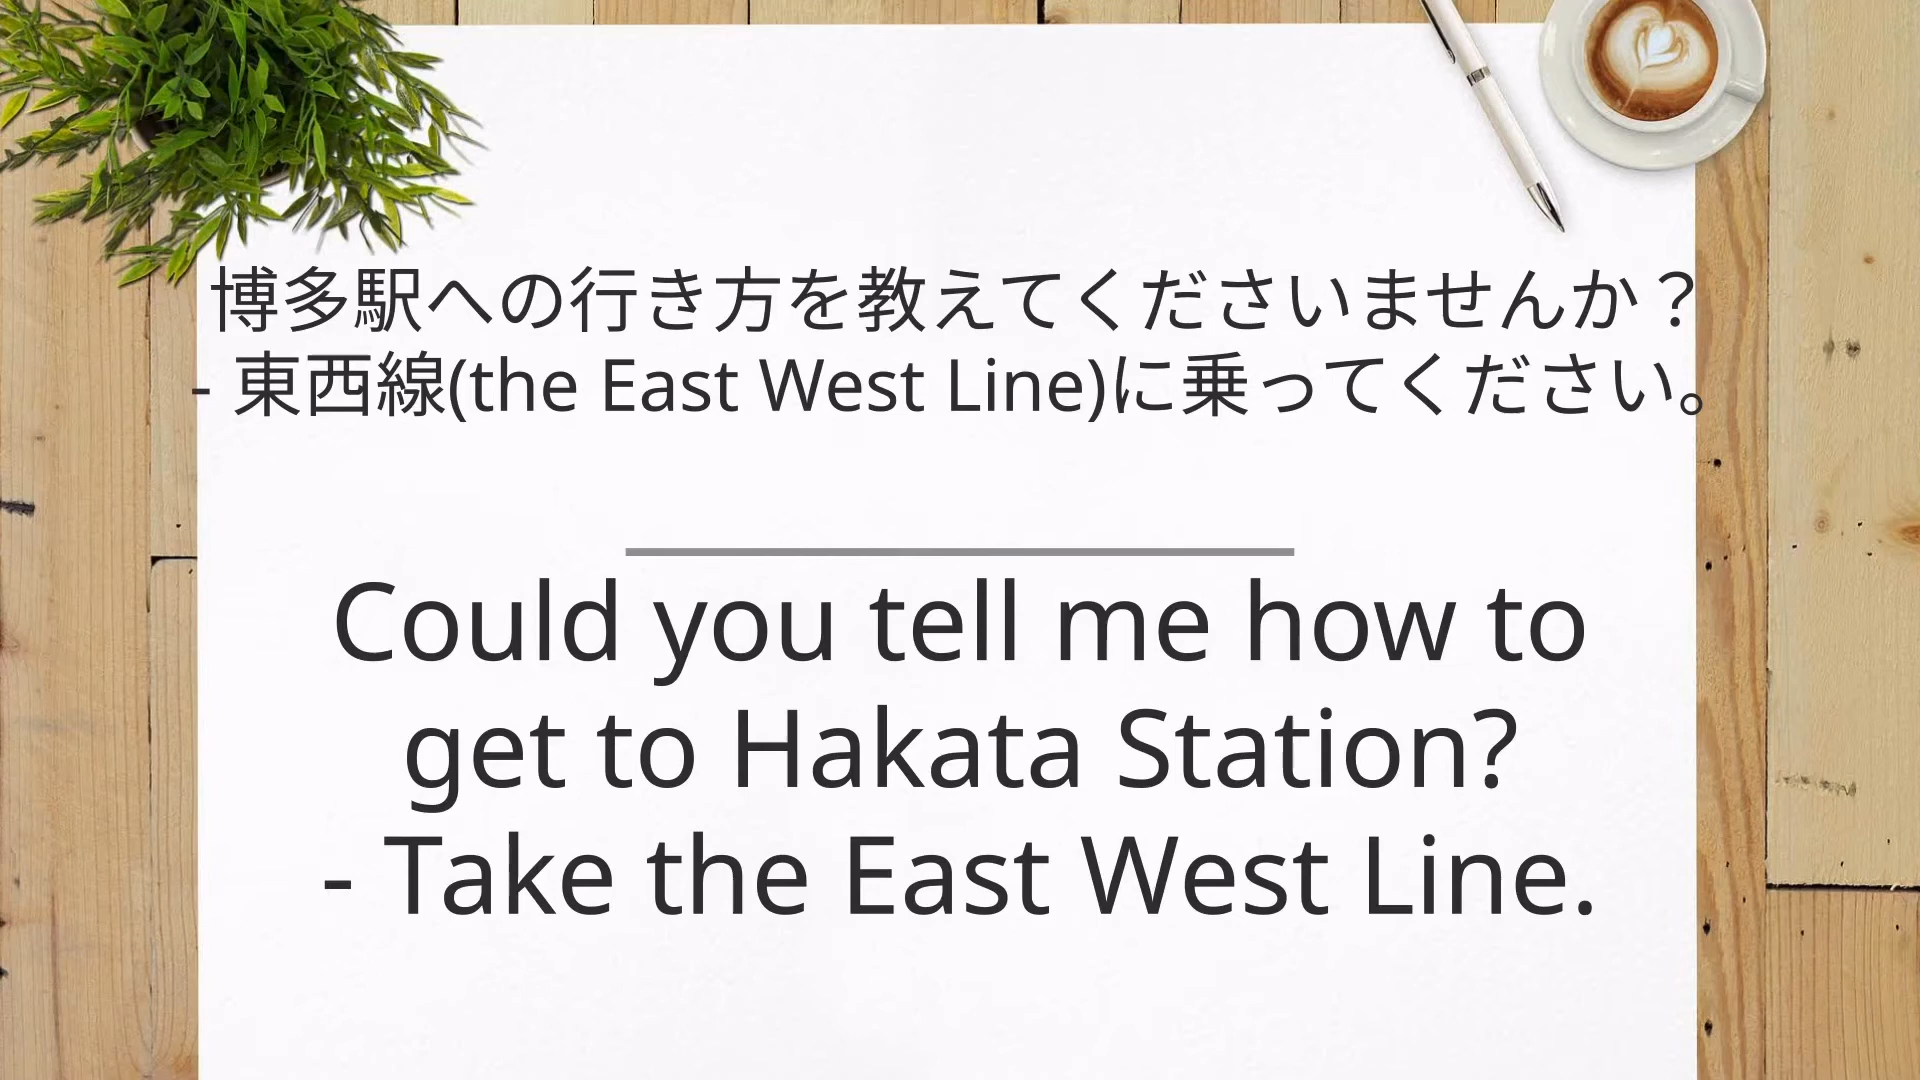 博多駅への行き方を教えてくださいませんか？
- 東西線(the East West Line)に乗ってください。
Could you tell me how to
get to Hakata Station?
- Take the East West Line.